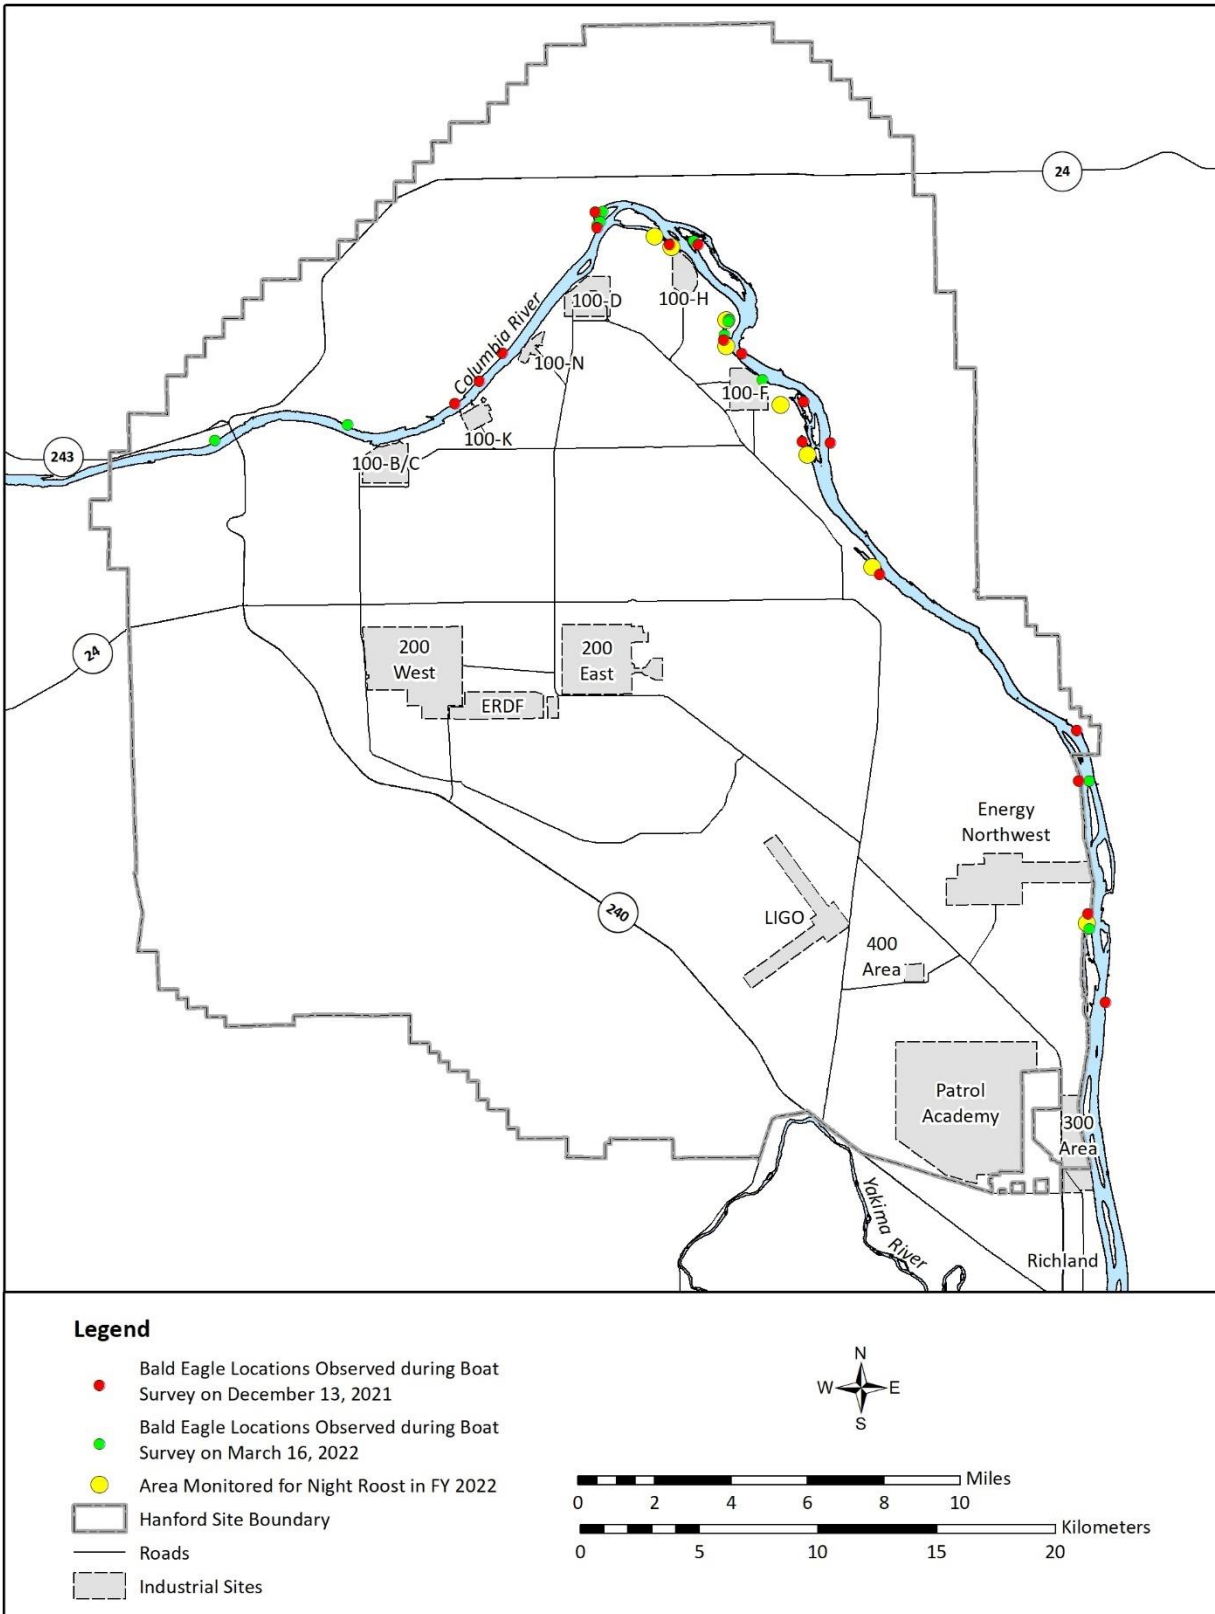 24
Columbia River
100-D
100-H
100-N
100-F
100-K
243
100-B/C
24
200
West
200
East
ERDF
Energy
Northwest
240
LIGO
400
Area
Patrol
Academy
300
Area
Yakima River
Richland
Legend
Bald Eagle Locations Observed during Boat
Survey on December 13, 2021
Bald Eagle Locations Observed during Boat
Survey on March 16, 2022
Area Monitored for Night Roost in FY 2022
Hanford Site Boundary
Roads
Industrial Sites
N
W E
S
Miles
0 2 4 6 8 10
Kilometers
0 5 10 15 20